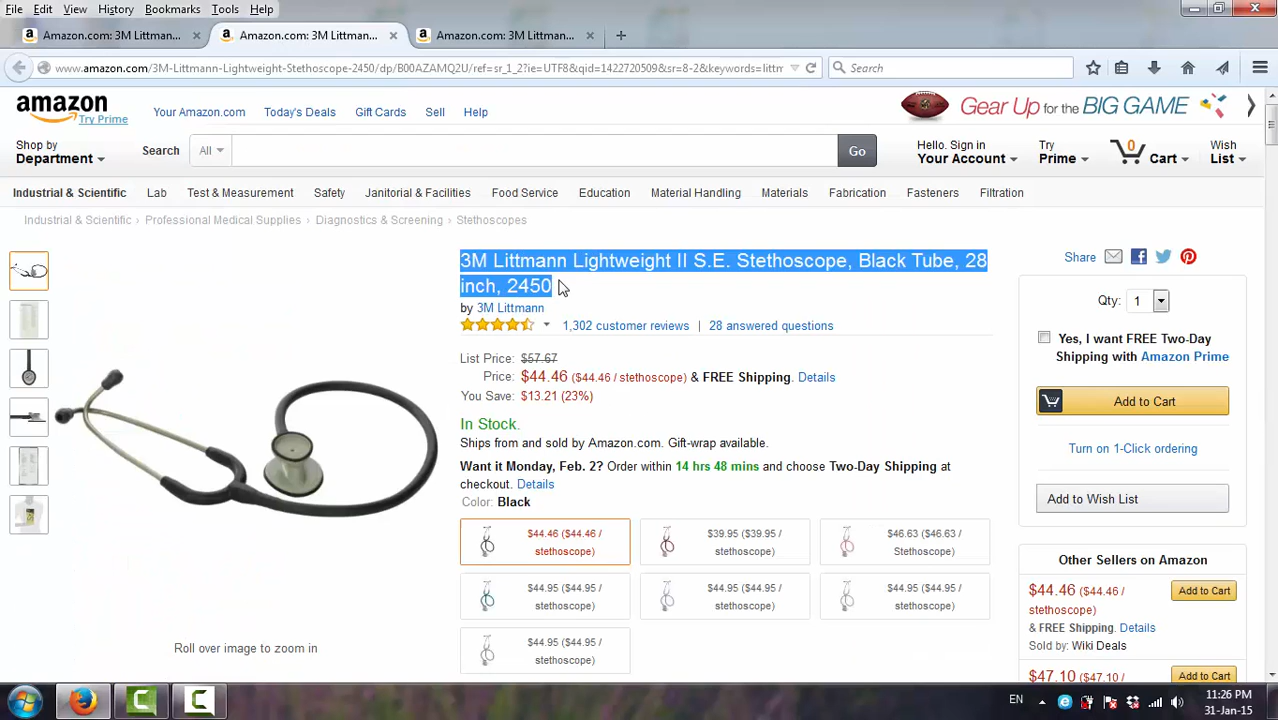 File Edit View History Bookmarks Tools Help
Amazon.com: 3M Littman... × Amazon.com: 3M Littman... × Amazon.com: 3M Littman... × +
www.amazon.com/3M-Littmann-Lightweight-Stethoscope-2450/dp/B00AZAMQ2U/ref=sr_1_2?ie=UTF8&qid=1422720509&sr=8-2&keywords=littm
Search
amazon
Try Prime
Your Amazon.com Today's Deals Gift Cards Sell Help
Gear Up for the BIG GAME
Shop by
Department
Search All Go
Hello. Sign in
Your Account
Try
Prime
0
Cart
Wish
List
Industrial & Scientific Lab Test & Measurement Safety Janitorial & Facilities Food Service Education Material Handling Materials Fabrication Fasteners Filtration
Industrial & Scientific › Professional Medical Supplies › Diagnostics & Screening › Stethoscopes
3M Littmann Lightweight II S.E. Stethoscope, Black Tube, 28
inch, 2450
by 3M Littmann
1,302 customer reviews | 28 answered questions
List Price: $57.67
Price: $44.46 ($44.46 / stethoscope) & FREE Shipping. Details
You Save: $13.21 (23%)
In Stock.
Ships from and sold by Amazon.com. Gift-wrap available.
Want it Monday, Feb. 2? Order within 14 hrs 48 mins and choose Two-Day Shipping at
checkout. Details
Color: Black
$44.46 ($44.46 /
stethoscope)
$39.95 ($39.95 /
stethoscope)
$46.63 ($46.63 /
Stethoscope)
$44.95 ($44.95 /
stethoscope)
$44.95 ($44.95 /
stethoscope)
$44.95 ($44.95 /
stethoscope)
$44.95 ($44.95 /
stethoscope)
Roll over image to zoom in
Share
Qty: 1
Yes, I want FREE Two-Day
Shipping with Amazon Prime
Add to Cart
Turn on 1-Click ordering
Add to Wish List
Other Sellers on Amazon
$44.46 ($44.46 /
stethoscope)
Add to Cart
& FREE Shipping. Details
Sold by: Wiki Deals
$47.10 ($47.10 /
Add to Cart
EN
11:26 PM
31-Jan-15